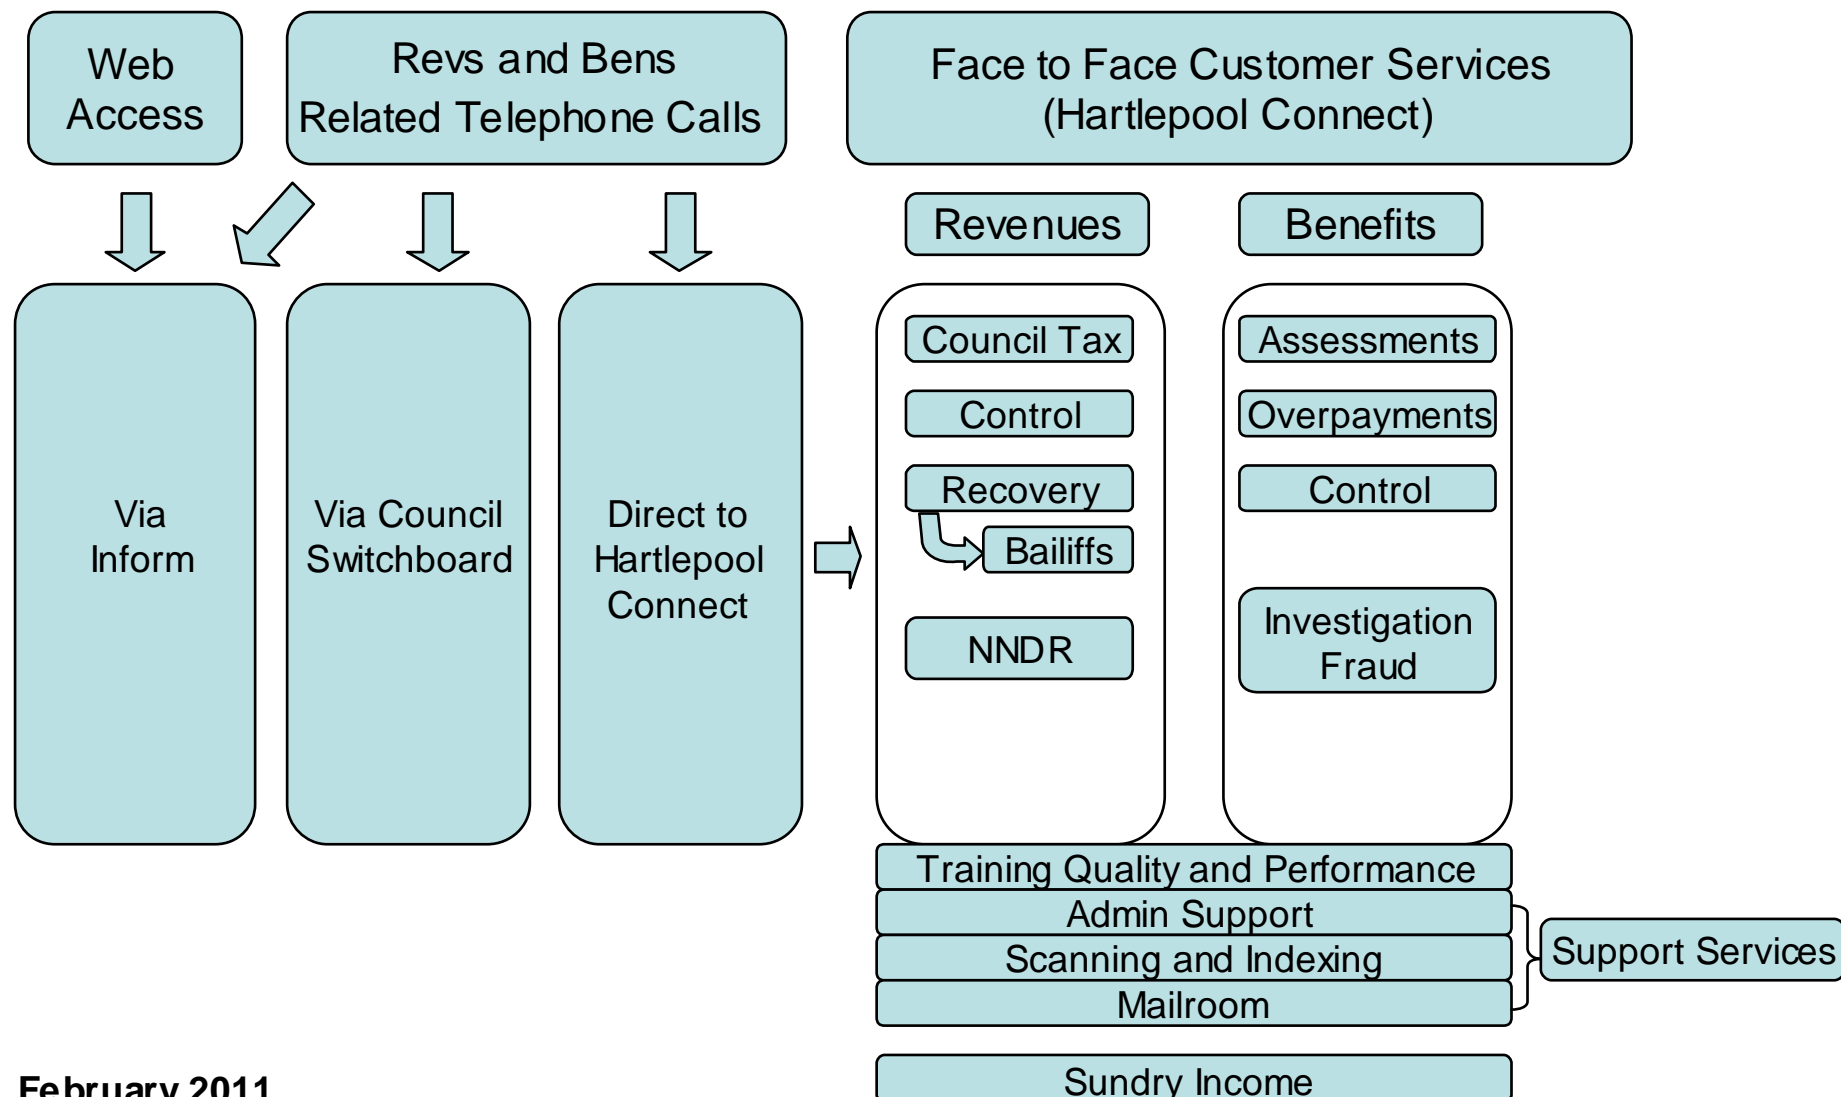 Web
Access
Revs and Bens
Related Telephone Calls
Face to Face Customer Services
(Hartlepool Connect)
Revenues
Benefits
Via
Inform
Via Council
Switchboard
Direct to
Hartlepool
Connect
Council Tax
Control
Recovery
Bailiffs
NNDR
Assessments
Overpayments
Control
Investigation
Fraud
Training Quality and Performance
Admin Support
Scanning and Indexing
Mailroom
Support Services
Sundry Income
February 2011